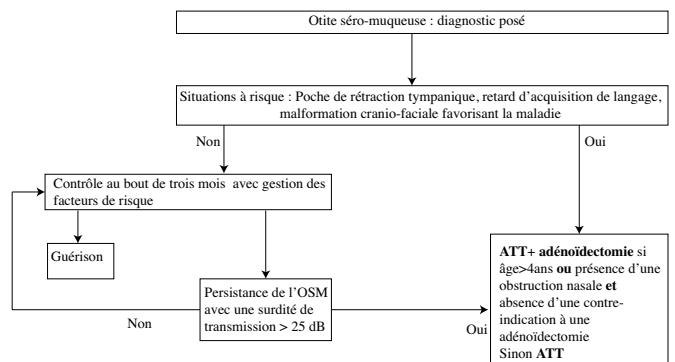 Otite séro-muqueuse : diagnostic posé
Situations à risque : Poche de rétraction tympanique, retard d'acquisition de langage,
malformation cranio-faciale favorisant la maladie
Non
Oui
Contrôle au bout de trois mois avec gestion des
facteurs de risque
Guérison
ATT+ adénoïdectomie si
âge>4ans ou présence d'une
obstruction nasale et
absence d'une contre-
indication à une
adénoïdectomie
Sinon ATT
Persistance de l'OSM
avec une surdité de
transmission > 25 dB
Non
Oui